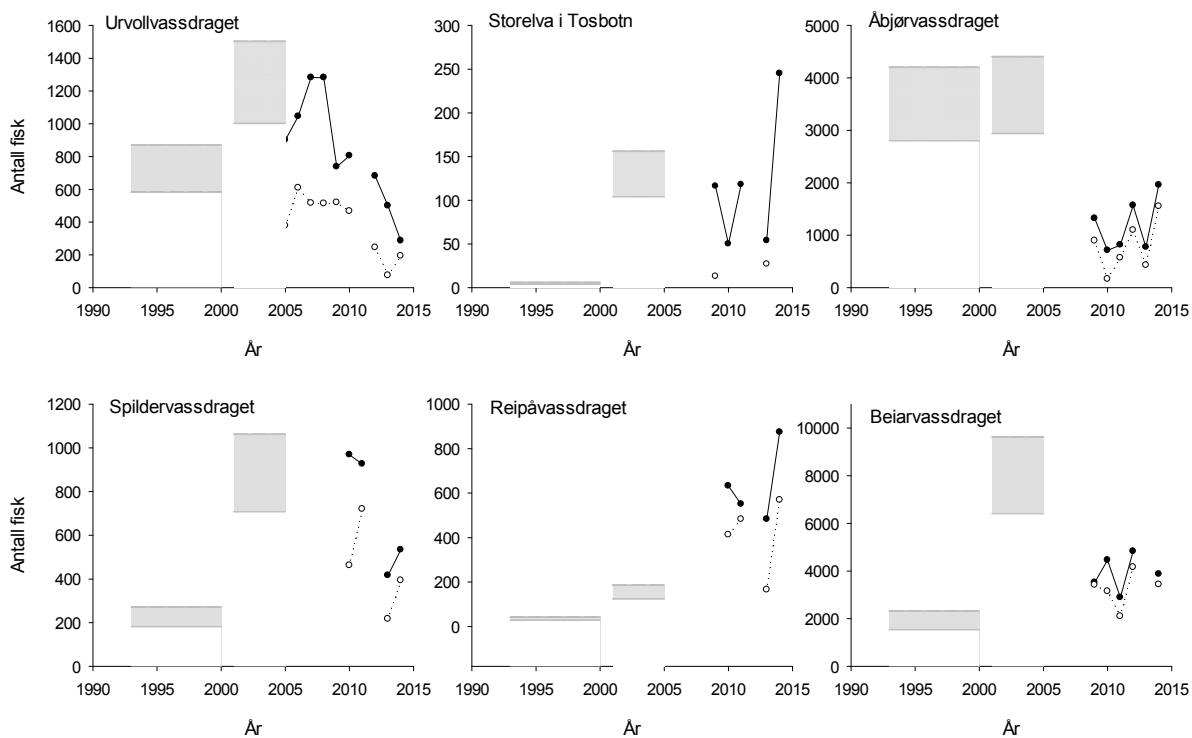 Urvollvassdraget
Storelva i Tosbotn
Åbjørvassdraget
Antall fisk
1600
1400
1200
1000
800
600
400
200
0
300
250
200
150
100
50
0
5000
4000
3000
2000
1000
0
1990 1995 2000 2005 2010 2015
1990 1995 2000 2005 2010 2015
1990 1995 2000 2005 2010 2015
År
År
År
Spildervassdraget
Reipåvassdraget
Beiarvassdraget
Antall fisk
1200
1000
800
600
400
200
0
1000
800
600
400
200
0
10000
8000
6000
4000
2000
0
1990 1995 2000 2005 2010 2015
1990 1995 2000 2005 2010 2015
1990 1995 2000 2005 2010 2015
År
År
År